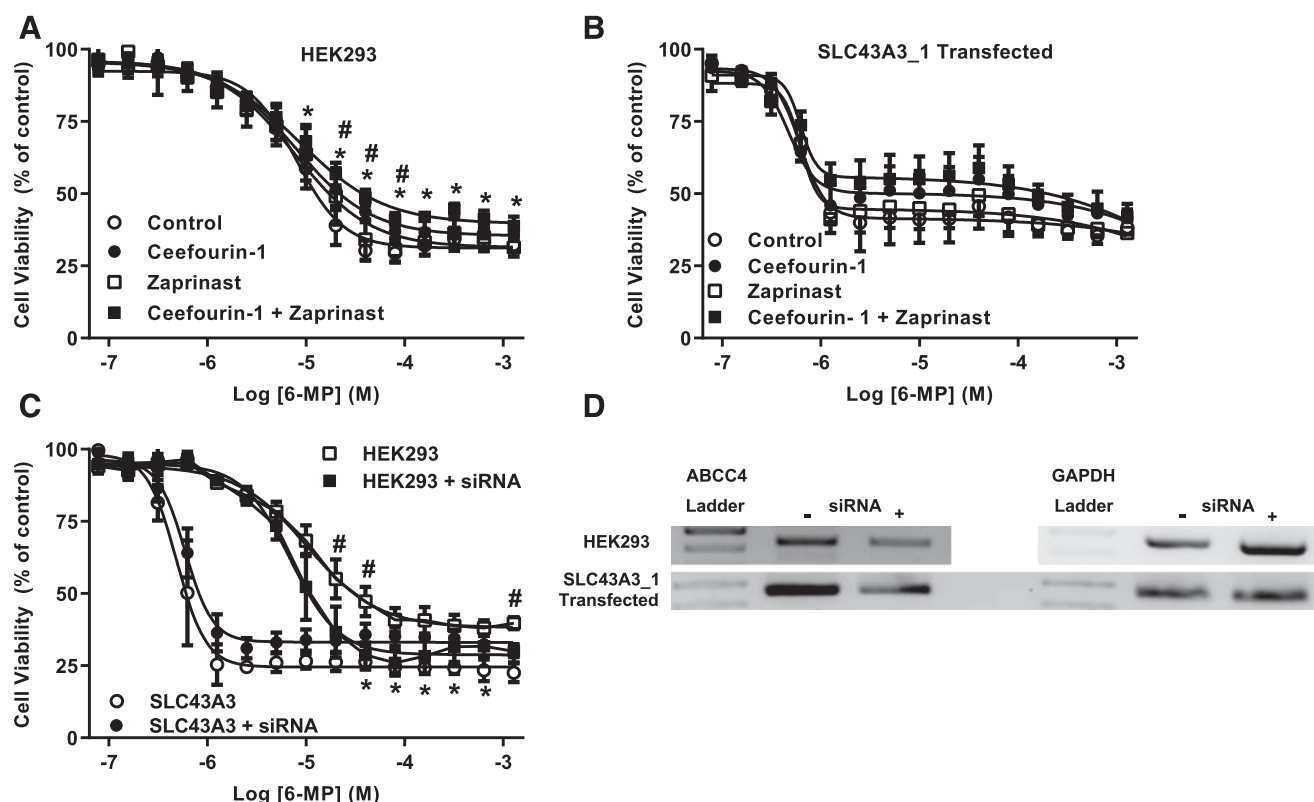 A
HEK293
Cell Viability (% of control)
100
75
50
25
0
*
#
*
#
*
#
*
*
*
*
*
Control
Ceefourin-1
Zaprinast
Ceefourin-1 + Zaprinast
-7
-6
-5
-4
-3
Log [6-MP] (M)
B
SLC43A3_1 Transfected
Cell Viability (% of control)
100
75
50
25
0
Control
Ceefourin-1
Zaprinast
Ceefourin- 1 + Zaprinast
-7
-6
-5
-4
-3
Log [6-MP] (M)
C
Cell Viability (% of control)
100
75
50
25
0
HEK293
HEK293 + siRNA
#
#
#
* * * * *
SLC43A3
SLC43A3 + siRNA
-7
-6
-5
-4
-3
Log [6-MP] (M)
D
ABCC4
Ladder - siRNA +
GAPDH
Ladder - siRNA +
HEK293
SLC43A3_1
Transfected